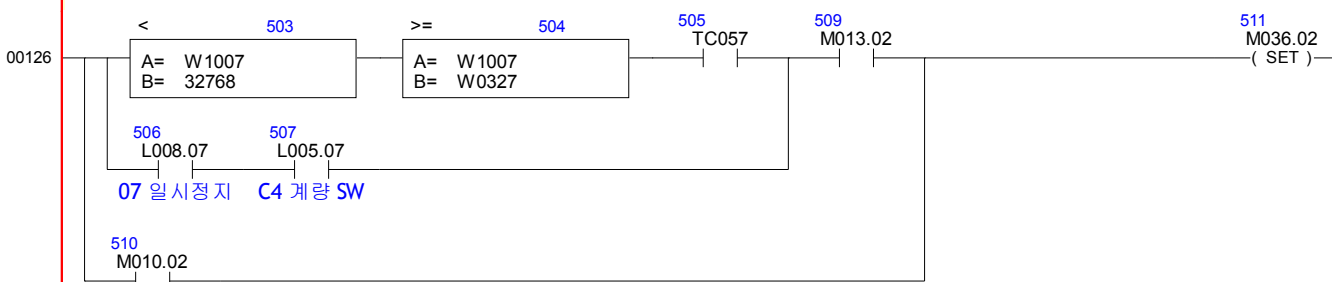 < 503 >= 504 505 509 511
TC057 M013.02 M036.02
00126 A= W1007 A= W1007 ( SET )
B= 32768 B= W0327
506 507
L008.07 L005.07
07 일시정지 C4 계량 SW
510
M010.02